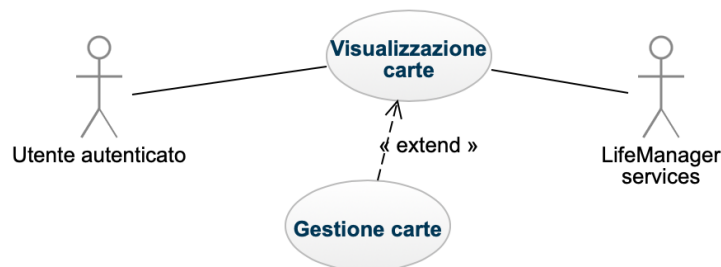 Visualizzazione
carte
Utente autenticato
« extend »
LifeManager
services
Gestione carte